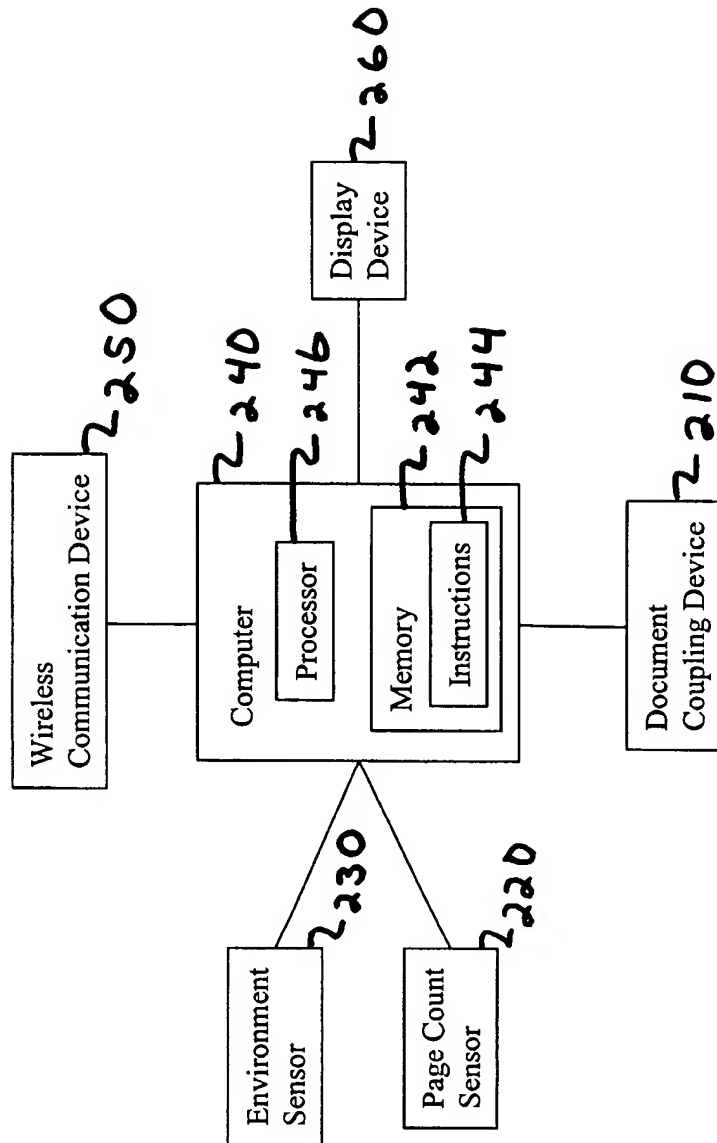 Wireless
Communication Device
250
Environment
Sensor
230
Page Count
Sensor
220
Computer
240
Processor
246
Memory
242
Instructions
244
Display
Device
260
Document
Coupling Device
210